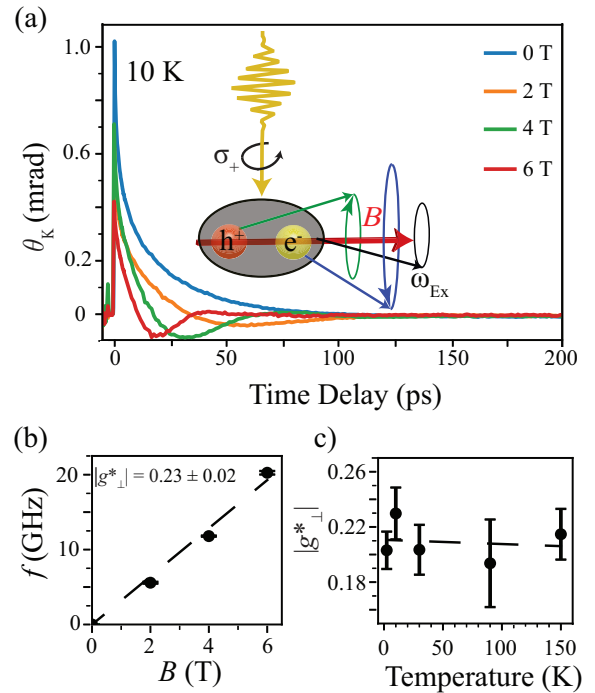 (a)
10 K
0 T
2 T
4 T
6 T
σ+
h+
e-
B
ωEx
1.0
0.6
0.2
0
θK (mrad)
0
50
100
150
200
Time Delay (ps)
(b)
|g*⊥| = 0.23 ± 0.02
20
10
0
f (GHz)
0
2
4
6
B (T)
c)
0.26
0.22
0.18
|g*⊥|
0
50
100
150
Temperature (K)